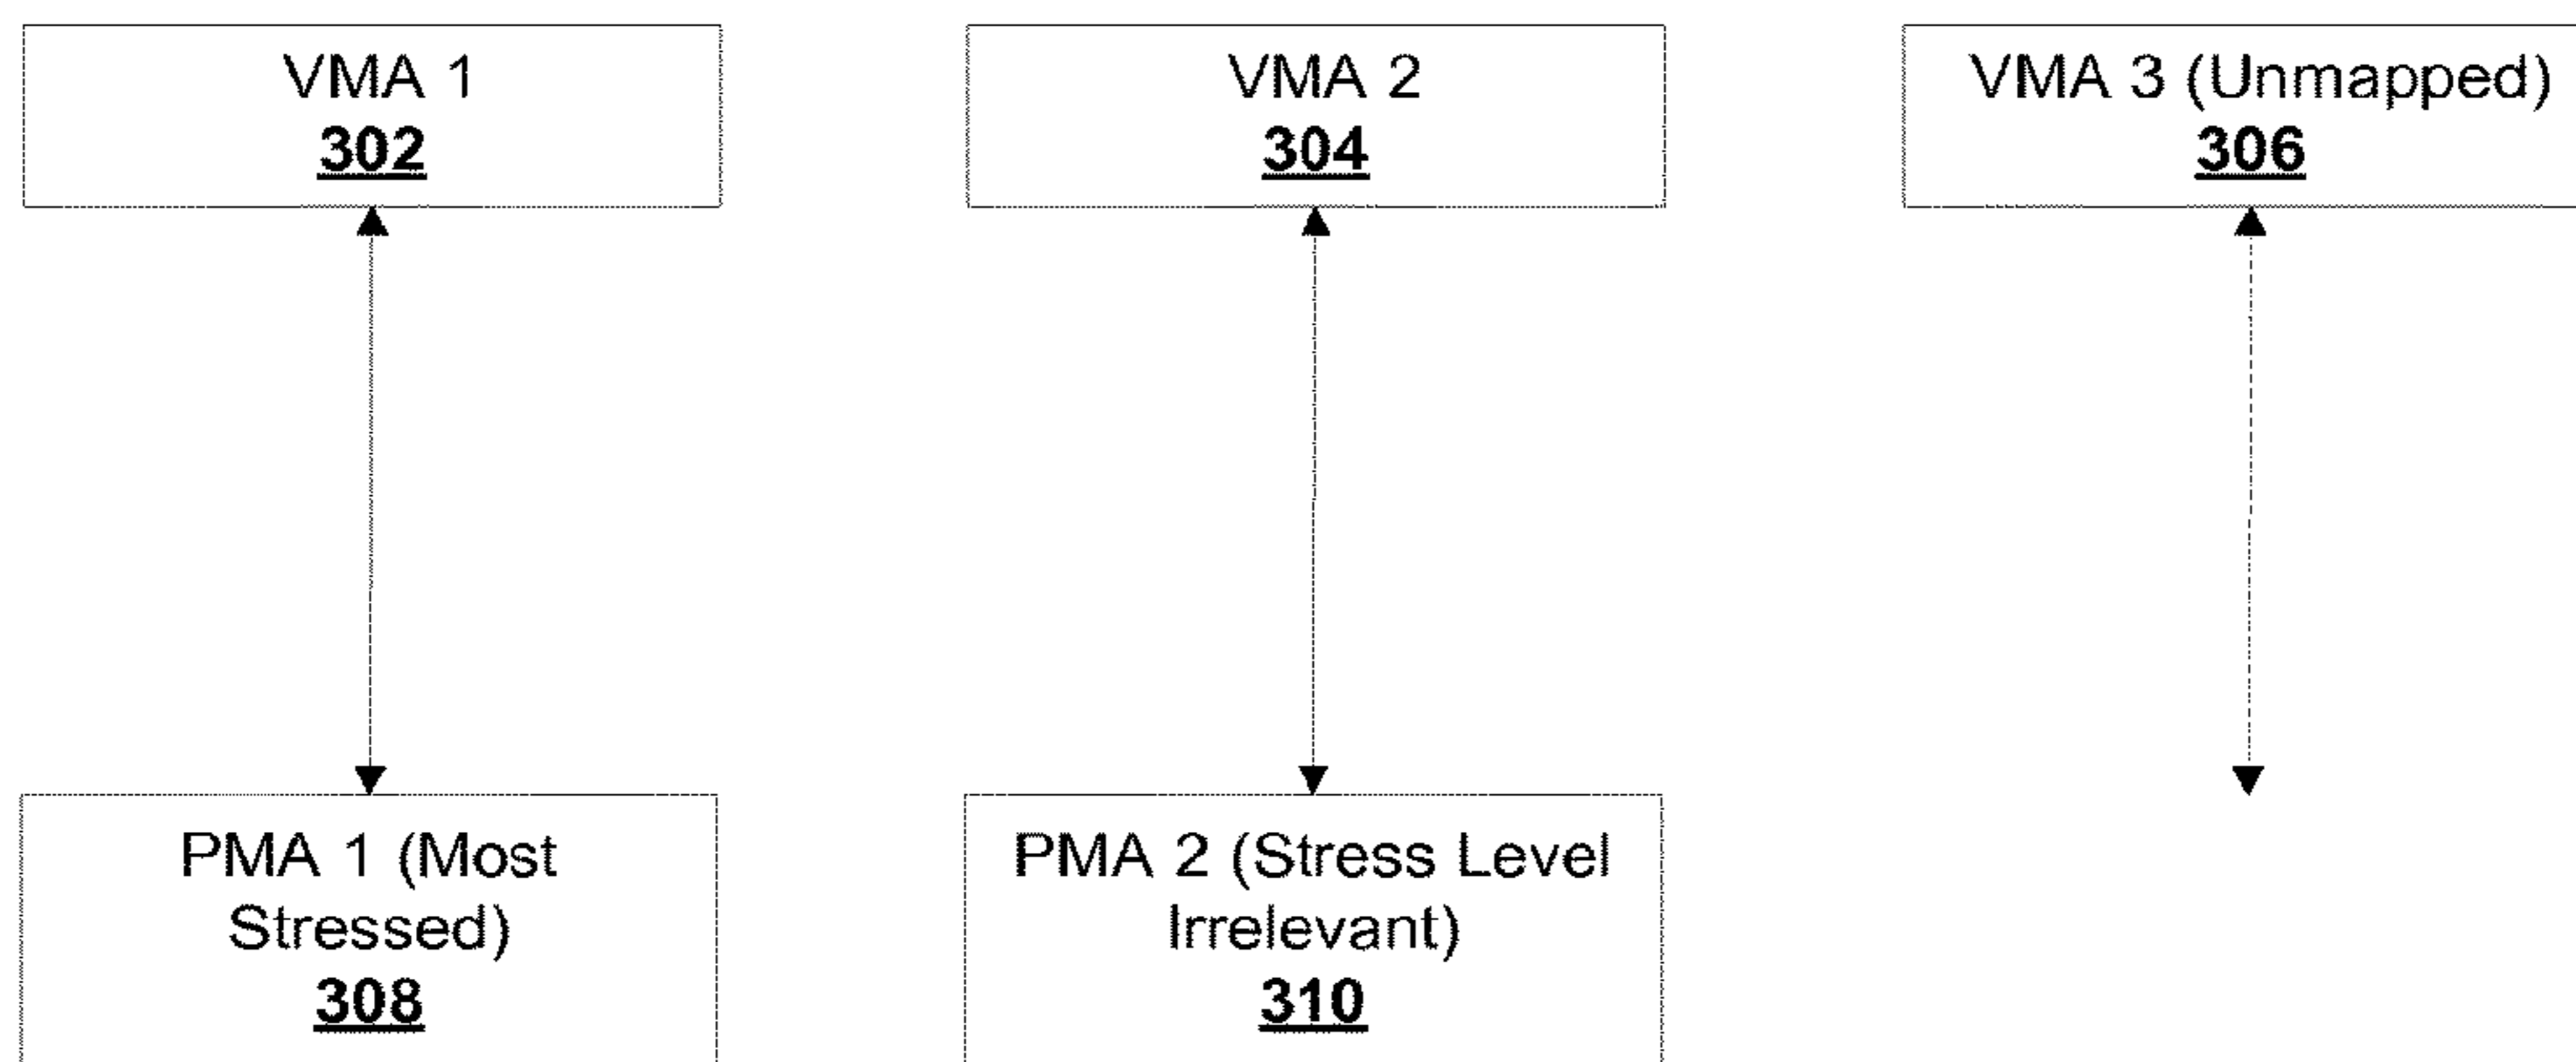 VMA 1
302
VMA 2
304
VMA 3 (Unmapped)
306
PMA 1 (Most
Stressed)
308
PMA 2 (Stress Level
Irrelevant)
310